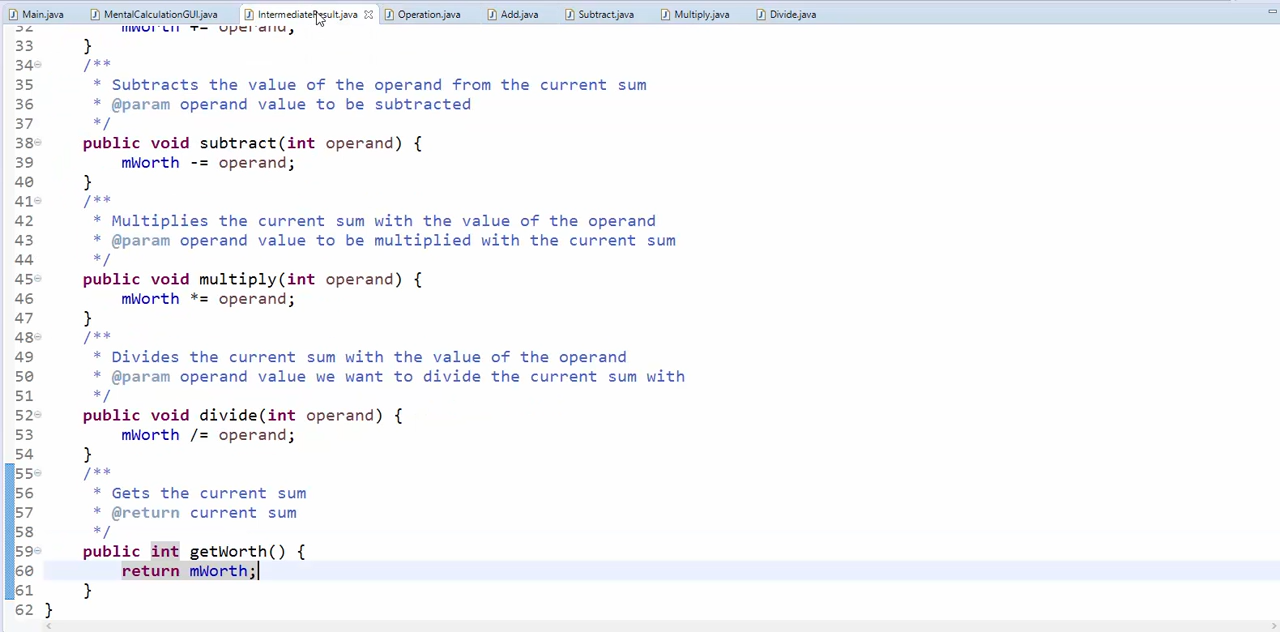 Main.java MentalCalculationGUI.java IntermediateResult.java Operation.java Add.java Subtract.java Multiply.java Divide.java
32 mWorth += operand;
33 }
34 /**
35 * Subtracts the value of the operand from the current sum
36 * @param operand value to be subtracted
37 */
38 public void subtract(int operand) {
39 mWorth -= operand;
40 }
41 /**
42 * Multiplies the current sum with the value of the operand
43 * @param operand value to be multiplied with the current sum
44 */
45 public void multiply(int operand) {
46 mWorth *= operand;
47 }
48 /**
49 * Divides the current sum with the value of the operand
50 * @param operand value we want to divide the current sum with
51 */
52 public void divide(int operand) {
53 mWorth /= operand;
54 }
55 /**
56 * Gets the current sum
57 * @return current sum
58 */
59 public int getWorth() {
60 return mWorth;
61 }
62 }